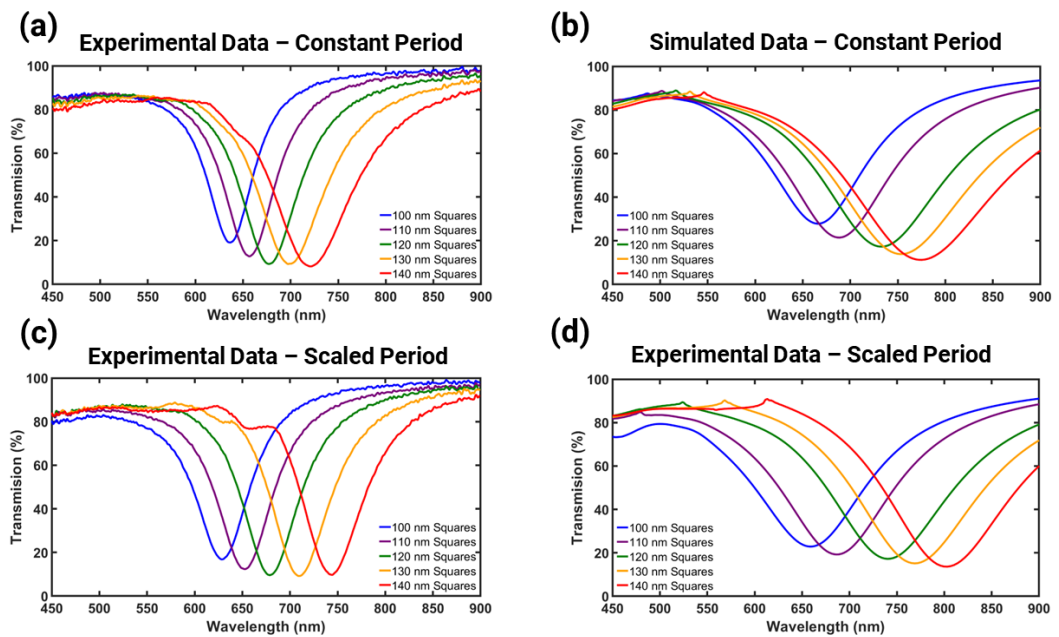 (a)
Experimental Data – Constant Period
Transmision (%)
100
80
60
40
20
0
100 nm Squares
110 nm Squares
120 nm Squares
130 nm Squares
140 nm Squares
450 500 550 600 650 700 750 800 850 900
Wavelength (nm)
(b)
Simulated Data – Constant Period
Transmision (%)
100
80
60
40
20
0
100 nm Squares
110 nm Squares
120 nm Squares
130 nm Squares
140 nm Squares
450 500 550 600 650 700 750 800 850 900
Wavelength (nm)
(c)
Experimental Data – Scaled Period
Transmision (%)
100
80
60
40
20
0
100 nm Squares
110 nm Squares
120 nm Squares
130 nm Squares
140 nm Squares
450 500 550 600 650 700 750 800 850 900
Wavelength (nm)
(d)
Experimental Data – Scaled Period
Transmision (%)
100
80
60
40
20
0
100 nm Squares
110 nm Squares
120 nm Squares
130 nm Squares
140 nm Squares
450 500 550 600 650 700 750 800 850 900
Wavelength (nm)